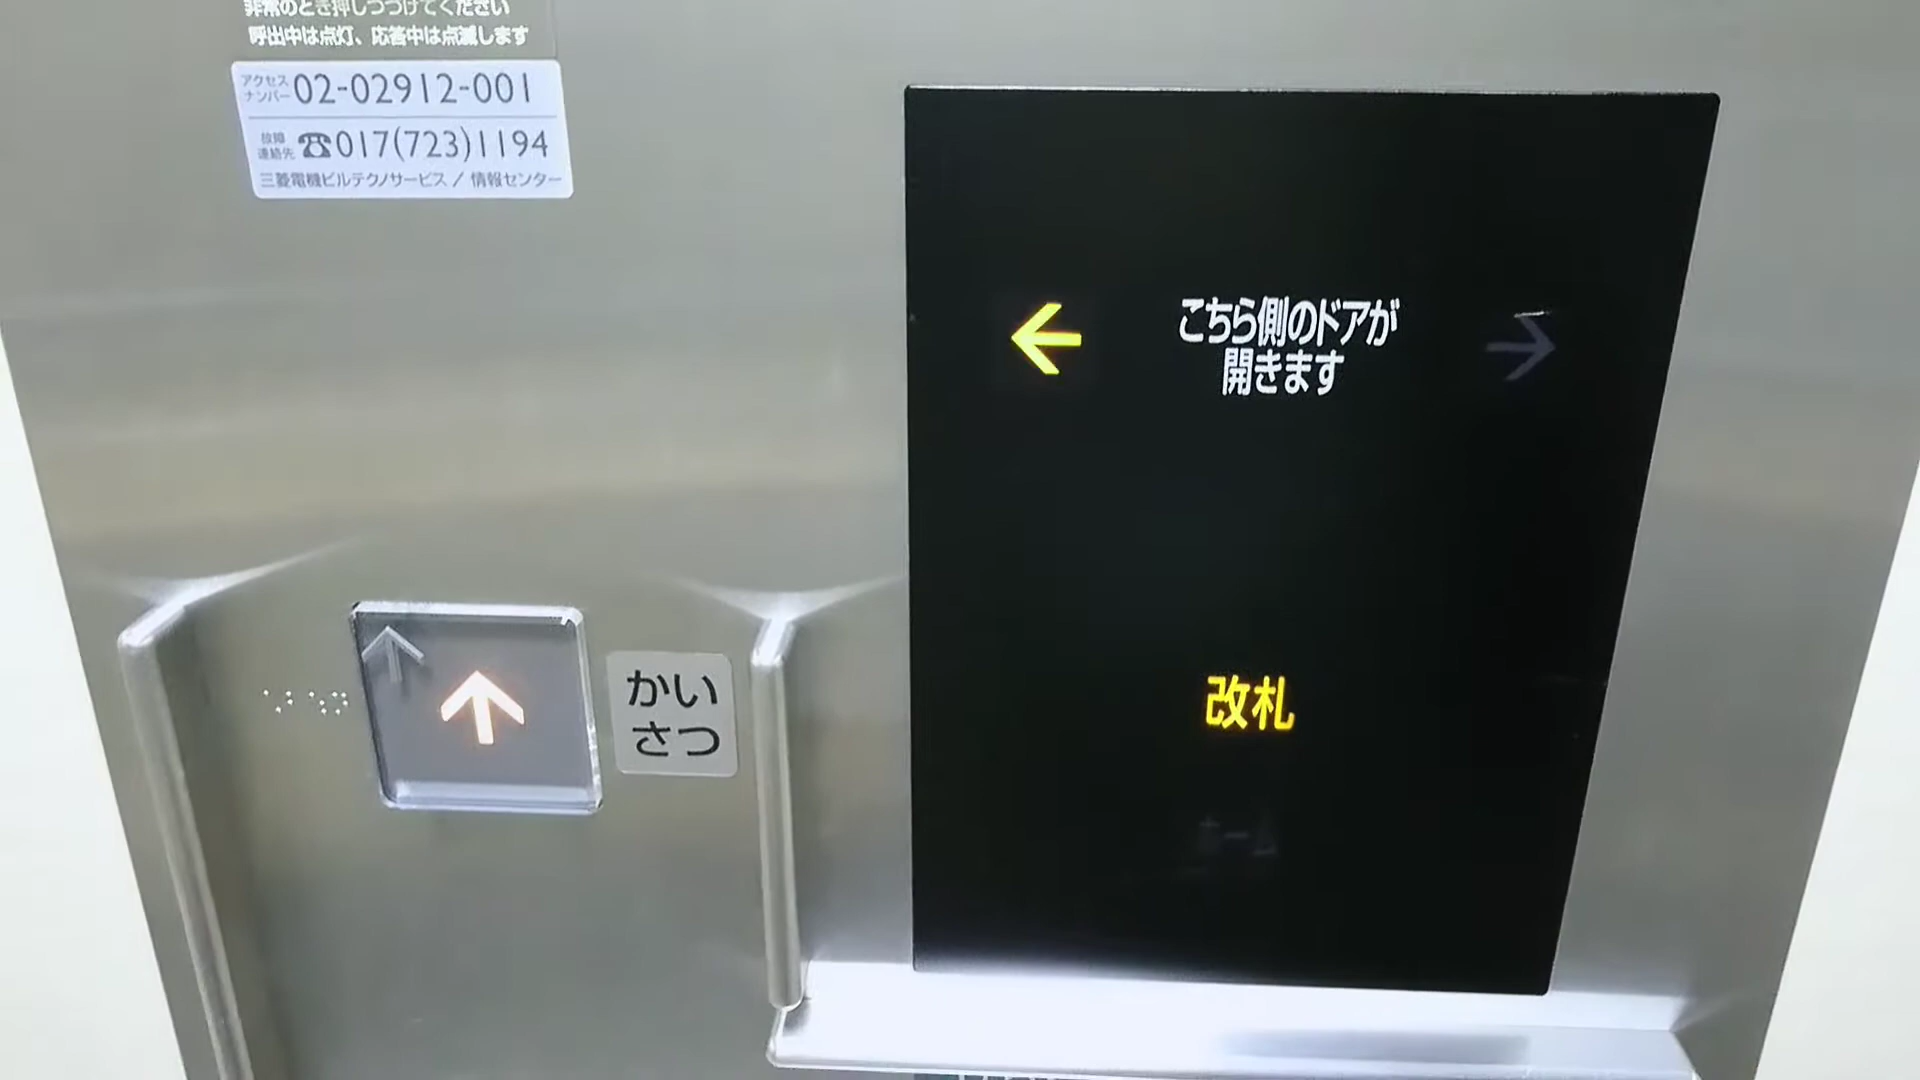 非常のとき押しつづけてください
呼出中は点灯、応答中は点滅します
アクセス
ナンバー 02-02912-001
故障
連絡先 ☎017(723)1194
三菱電機ビルテクノサービス / 情報センター
← こちら側のドアが →
開きます
↑
↑
かい
さつ
改札
ホーム